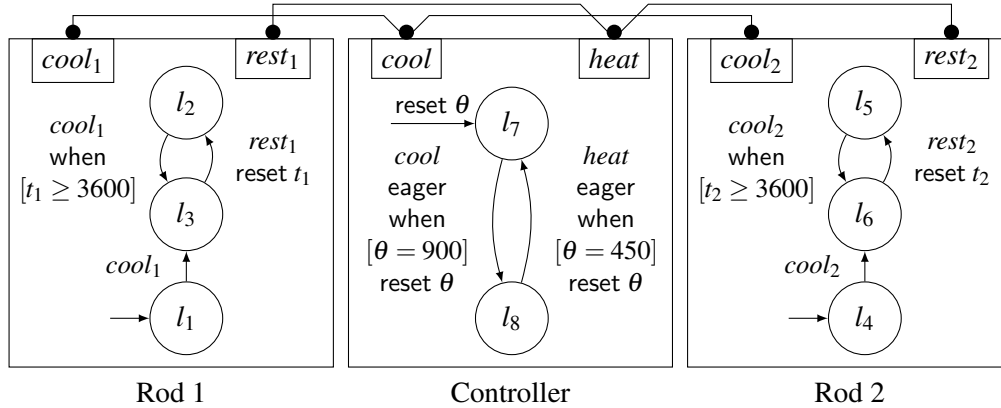 cool₁
rest₁
l₂
cool₁
when
[t₁ ≥ 3600]
rest₁
reset t₁
l₃
cool₁
l₁
Rod 1
cool
heat
reset θ
l₇
cool
eager
when
[θ = 900]
reset θ
heat
eager
when
[θ = 450]
reset θ
l₈
Controller
cool₂
rest₂
l₅
cool₂
when
[t₂ ≥ 3600]
rest₂
reset t₂
l₆
cool₂
l₄
Rod 2